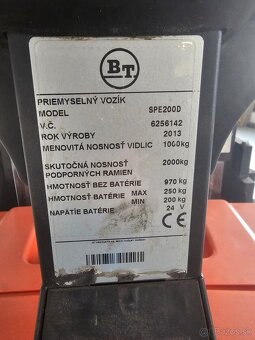 BT
PRIEMYSELNÝ VOZÍK
MODEL SPE200D
V.Č. 6256142
ROK VÝROBY 2013
MENOVITÁ NOSNOSŤ VIDLIC 1000kg
SKUTOČNÁ NOSNOSŤ 2000kg
PODPORNÝCH RAMIEN
HMOTNOSŤ BEZ BATÉRIE 970 kg
HMOTNOSŤ BATÉRIE MAX 250 kg
MIN 200 kg
NAPÄTIE BATÉRIE 24 V
CE